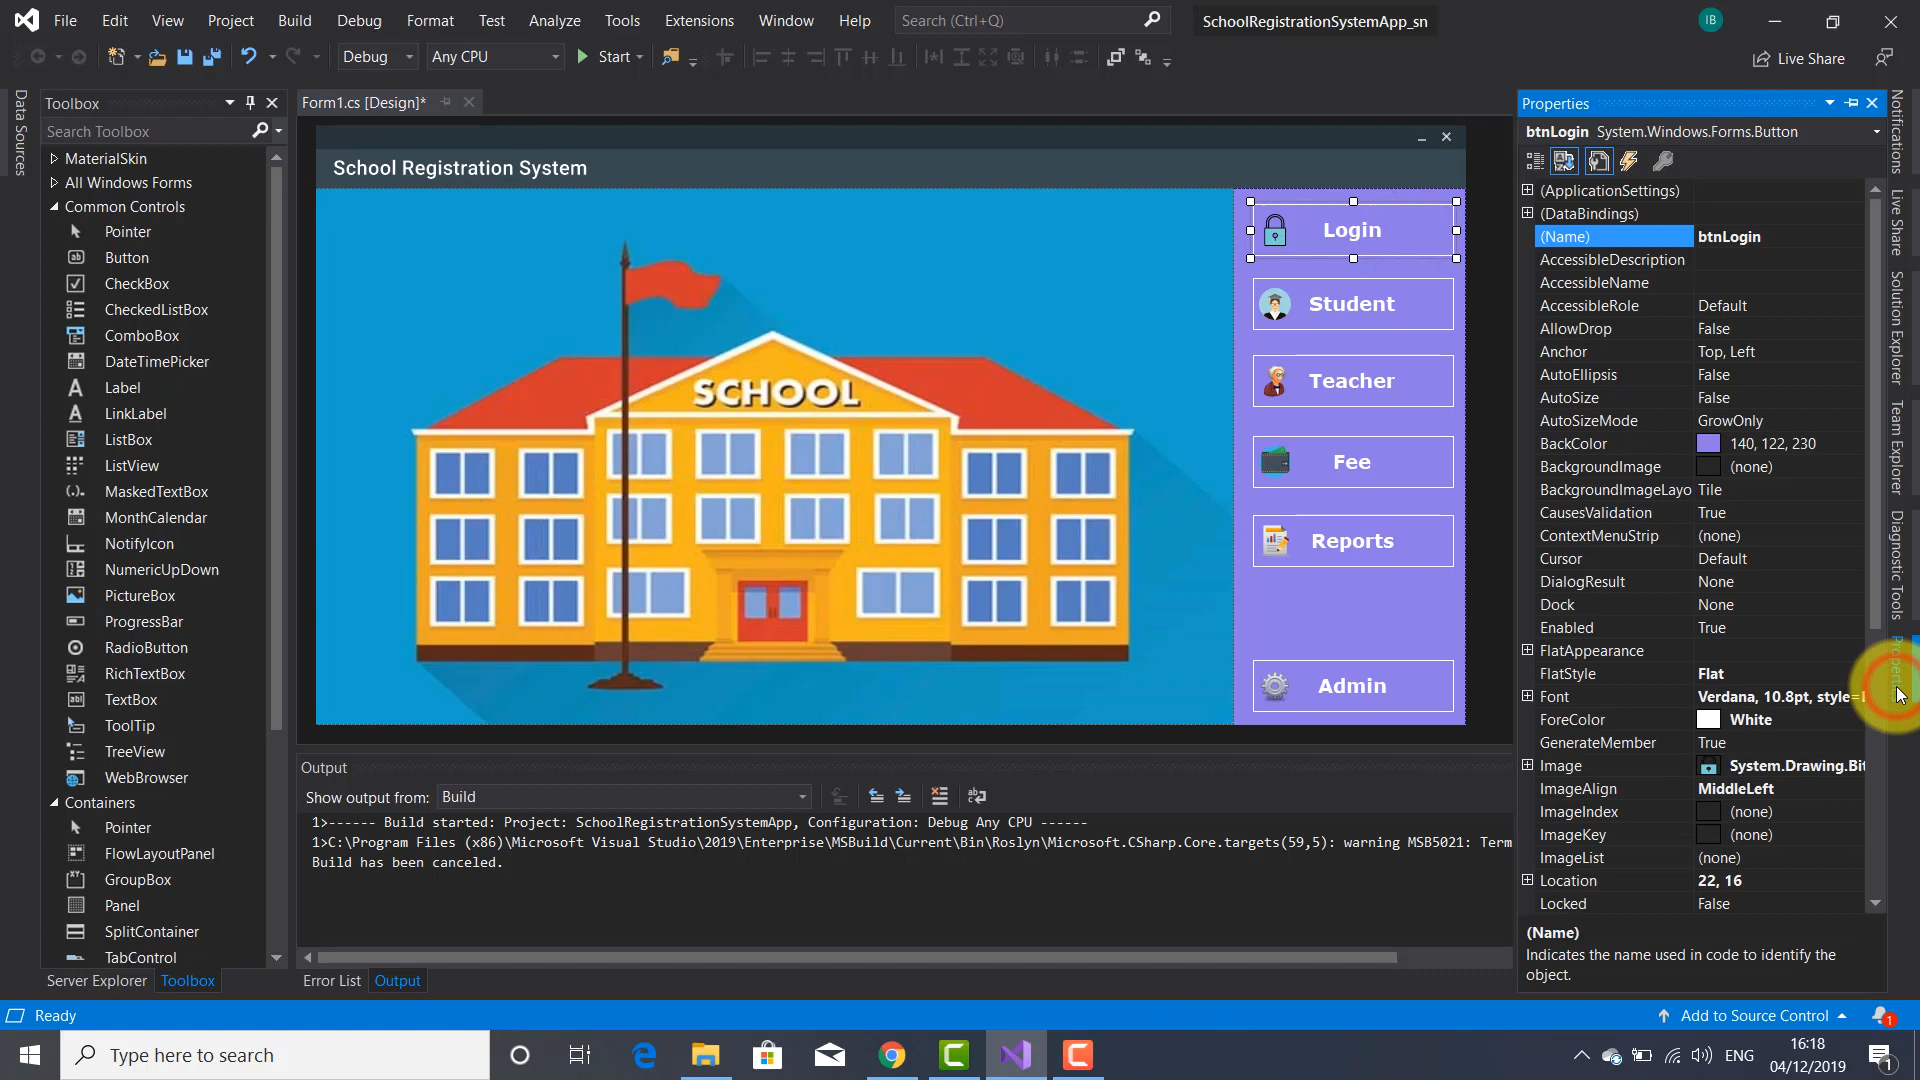 File Edit View Project Build Debug Format Test Analyze Tools Extensions Window Help Search (Ctrl+Q) SchoolRegistrationSystemApp_sn IB
Debug Any CPU Start Live Share
Data Sources
Toolbox
Search Toolbox
MaterialSkin
All Windows Forms
Common Controls
Pointer
Button
CheckBox
CheckedListBox
ComboBox
DateTimePicker
Label
LinkLabel
ListBox
ListView
MaskedTextBox
MonthCalendar
NotifyIcon
NumericUpDown
PictureBox
ProgressBar
RadioButton
RichTextBox
TextBox
ToolTip
TreeView
WebBrowser
Containers
Pointer
FlowLayoutPanel
GroupBox
Panel
SplitContainer
TabControl
Server Explorer Toolbox
Form1.cs [Design]*
School Registration System
SCHOOL
Login
Student
Teacher
Fee
Reports
Admin
Output
Show output from: Build
1>------ Build started: Project: SchoolRegistrationSystemApp, Configuration: Debug Any CPU ------
1>C:\Program Files (x86)\Microsoft Visual Studio\2019\Enterprise\MSBuild\Current\Bin\Roslyn\Microsoft.CSharp.Core.targets(59,5): warning MSB5021: Term
Build has been canceled.
Error List Output
Properties
btnLogin System.Windows.Forms.Button
(ApplicationSettings)
(DataBindings)
(Name) btnLogin
AccessibleDescription
AccessibleName
AccessibleRole Default
AllowDrop False
Anchor Top, Left
AutoEllipsis False
AutoSize False
AutoSizeMode GrowOnly
BackColor 140, 122, 230
BackgroundImage (none)
BackgroundImageLayo Tile
CausesValidation True
ContextMenuStrip (none)
Cursor Default
DialogResult None
Dock None
Enabled True
FlatAppearance
FlatStyle Flat
Font Verdana, 10.8pt, style=
ForeColor White
GenerateMember True
Image System.Drawing.Bit
ImageAlign MiddleLeft
ImageIndex (none)
ImageKey (none)
ImageList (none)
Location 22, 16
Locked False
(Name)
Indicates the name used in code to identify the
object.
Notifications
Live Share
Solution Explorer
Team Explorer
Diagnostic Tools
Ready Add to Source Control 1
Type here to search ENG 16:18
04/12/2019 1